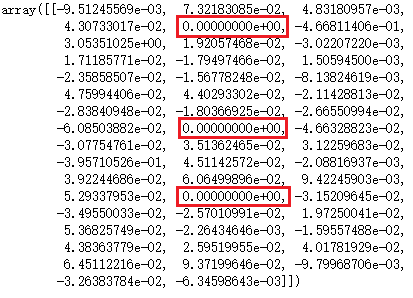 array([[-9.51245569e-03, 7.32183085e-02, 4.83180957e-03,
4.30733017e-02, 0.00000000e+00, -4.66811406e-01,
3.05351025e+00, 1.92057468e-02, -3.02207220e-03,
1.71185771e-02, -1.79497466e-02, 1.50594500e-03,
-2.35858507e-02, -1.56778248e-02, -8.13824619e-03,
4.75994406e-02, 4.40293302e-02, -2.11428813e-02,
-2.83840948e-02, -1.80366925e-02, -2.66550994e-02,
-6.08503882e-02, 0.00000000e+00, -4.66328823e-02,
-3.07754761e-02, 3.51362465e-02, 3.12259683e-02,
-3.95710526e-01, 4.51142572e-02, -2.08816937e-03,
3.92244686e-02, 6.06499896e-02, 9.42245903e-03,
5.29337953e-02, 0.00000000e+00, -3.15209645e-02,
-3.49550033e-02, -2.57010991e-02, 1.97250041e-02,
5.36825749e-02, -2.26434646e-03, -1.59557488e-02,
4.38363779e-02, 2.59519955e-02, 4.01781929e-02,
6.45112216e-02, 9.37199646e-02, -9.79968706e-03,
-3.26383784e-02, -6.34598643e-03]])